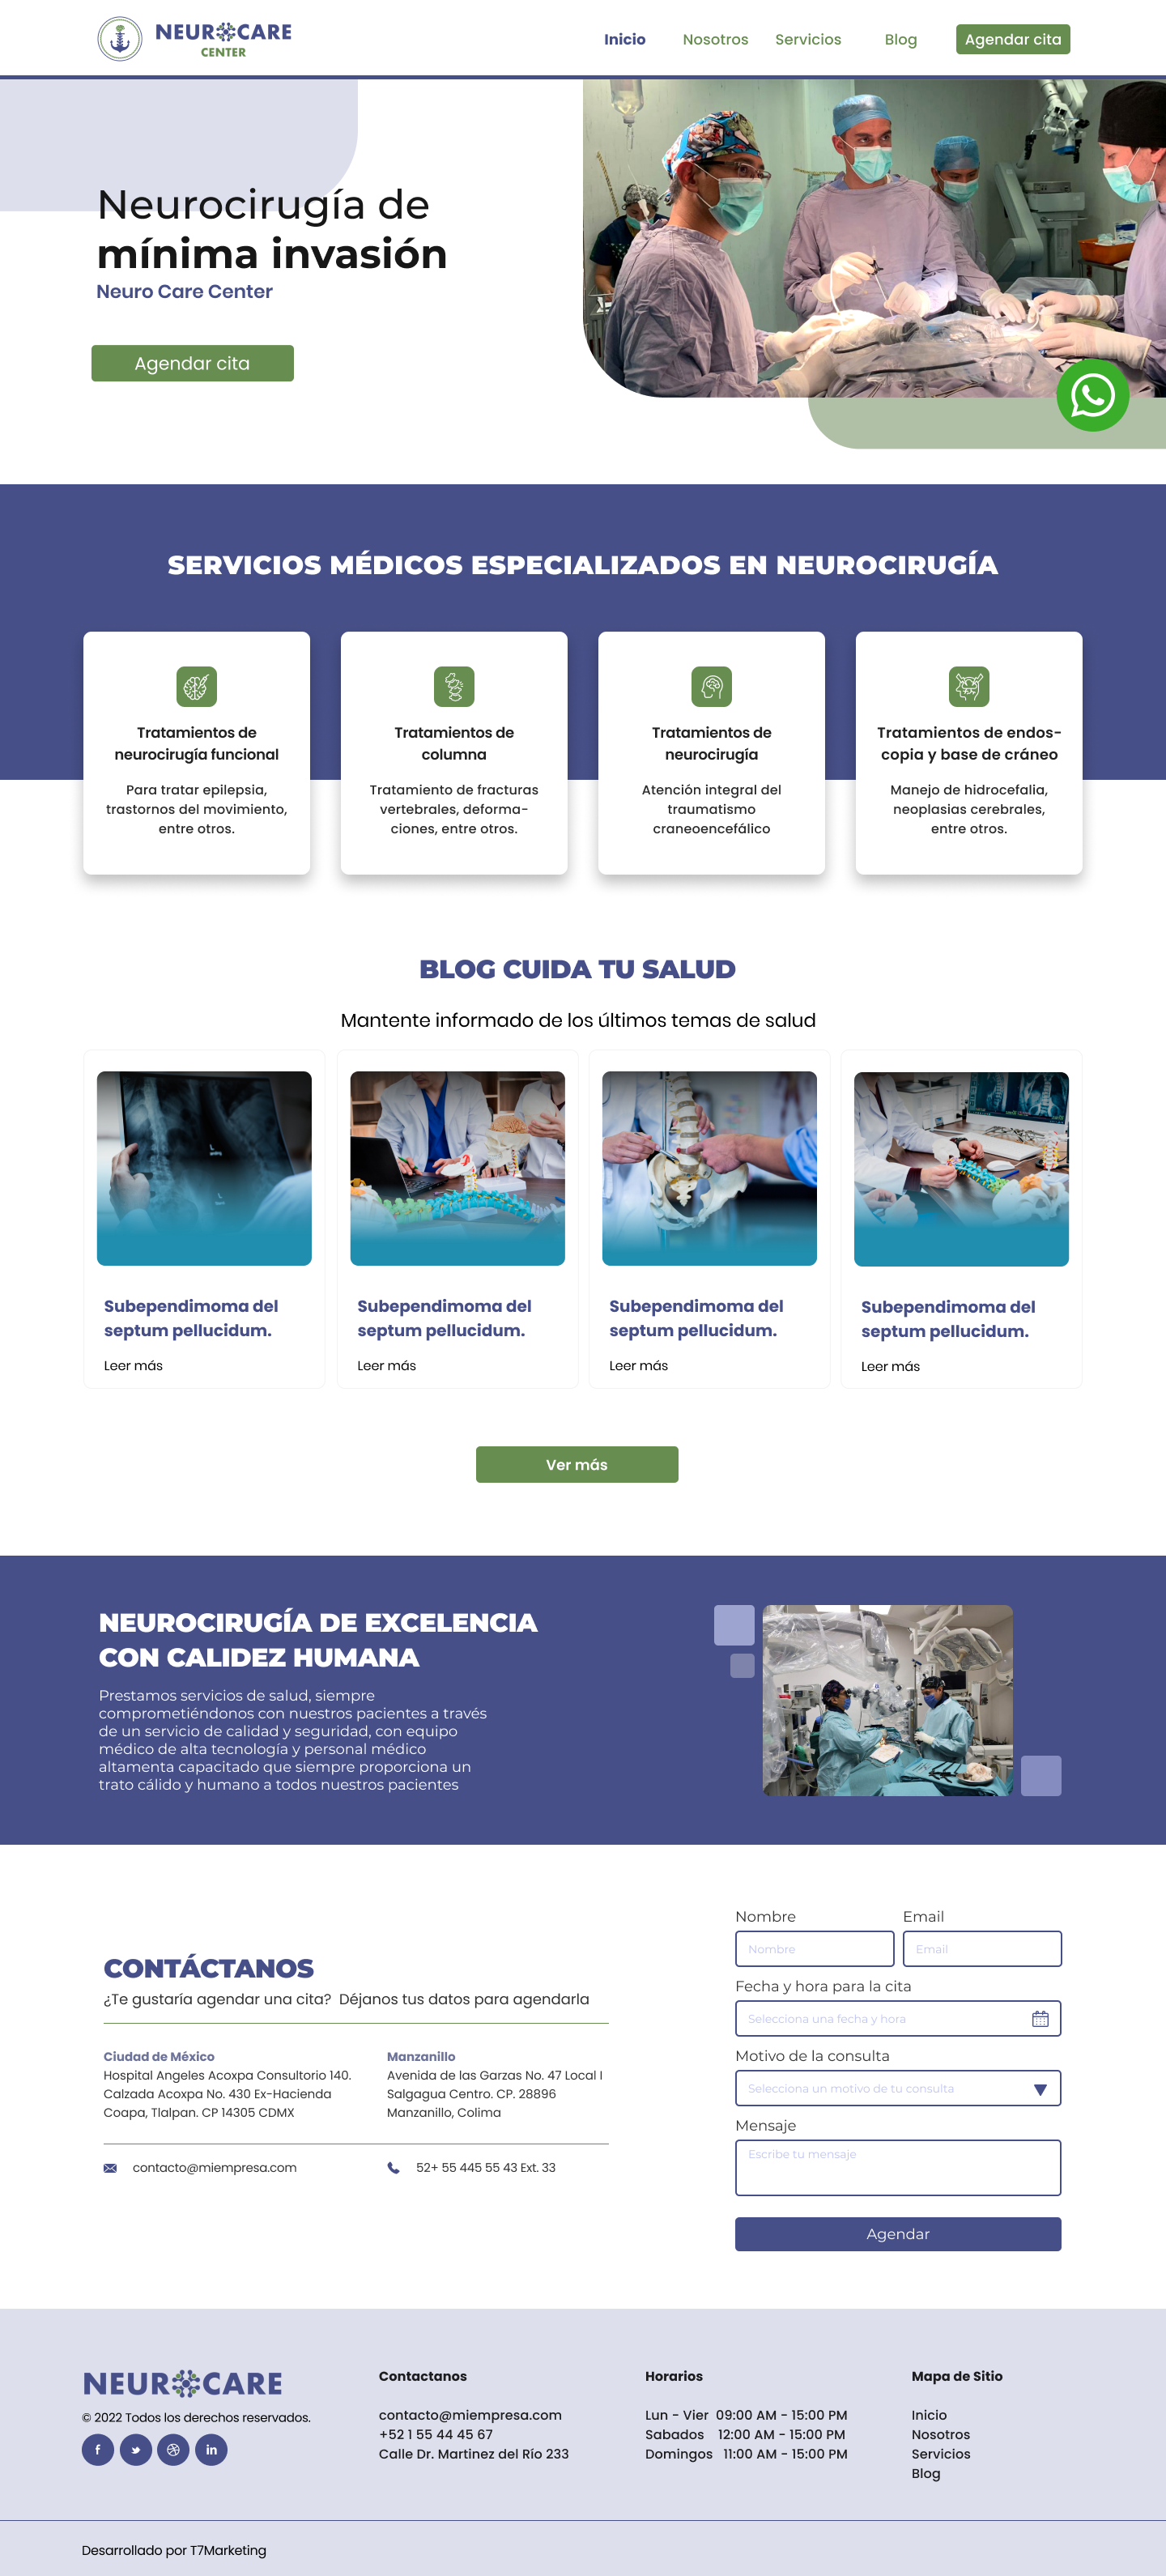 NEUROCARE
CENTER
Inicio
Nosotros
Servicios
Blog
Agendar cita
Neurocirugía de
mínima invasión
Neuro Care Center
Agendar cita
SERVICIOS MÉDICOS ESPECIALIZADOS EN NEUROCIRUGÍA
Tratamientos de
neurocirugía funcional
Para tratar epilepsia,
trastornos del movimiento,
entre otros.
Tratamientos de
columna
Tratamiento de fracturas
vertebrales, deforma-
ciones, entre otros.
Tratamientos de
neurocirugía
Atención integral del
traumatismo
craneoencefálico
Tratamientos de endos-
copia y base de cráneo
Manejo de hidrocefalia,
neoplasias cerebrales,
entre otros.
BLOG CUIDA TU SALUD
Mantente informado de los últimos temas de salud
Subependimoma del
septum pellucidum.
Leer más
Subependimoma del
septum pellucidum.
Leer más
Subependimoma del
septum pellucidum.
Leer más
Subependimoma del
septum pellucidum.
Leer más
Ver más
NEUROCIRUGÍA DE EXCELENCIA
CON CALIDEZ HUMANA
Prestamos servicios de salud, siempre
comprometiéndonos con nuestros pacientes a través
de un servicio de calidad y seguridad, con equipo
médico de alta tecnología y personal médico
altamenta capacitado que siempre proporciona un
trato cálido y humano a todos nuestros pacientes
CONTÁCTANOS
¿Te gustaría agendar una cita? Déjanos tus datos para agendarla
Ciudad de México
Hospital Angeles Acoxpa Consultorio 140.
Calzada Acoxpa No. 430 Ex-Hacienda
Coapa, Tlalpan. CP 14305 CDMX
Manzanillo
Avenida de las Garzas No. 47 Local I
Salgagua Centro. CP. 28896
Manzanillo, Colima
contacto@miempresa.com
52+ 55 445 55 43 Ext. 33
Nombre
Nombre
Email
Email
Fecha y hora para la cita
Selecciona una fecha y hora
Motivo de la consulta
Selecciona un motivo de tu consulta
Mensaje
Escribe tu mensaje
Agendar
NEUROCARE
© 2022 Todos los derechos reservados.
Contactanos
contacto@miempresa.com
+52 1 55 44 45 67
Calle Dr. Martinez del Río 233
Horarios
Lun - Vier 09:00 AM - 15:00 PM
Sabados 12:00 AM - 15:00 PM
Domingos 11:00 AM - 15:00 PM
Mapa de Sitio
Inicio
Nosotros
Servicios
Blog
Desarrollado por T7Marketing